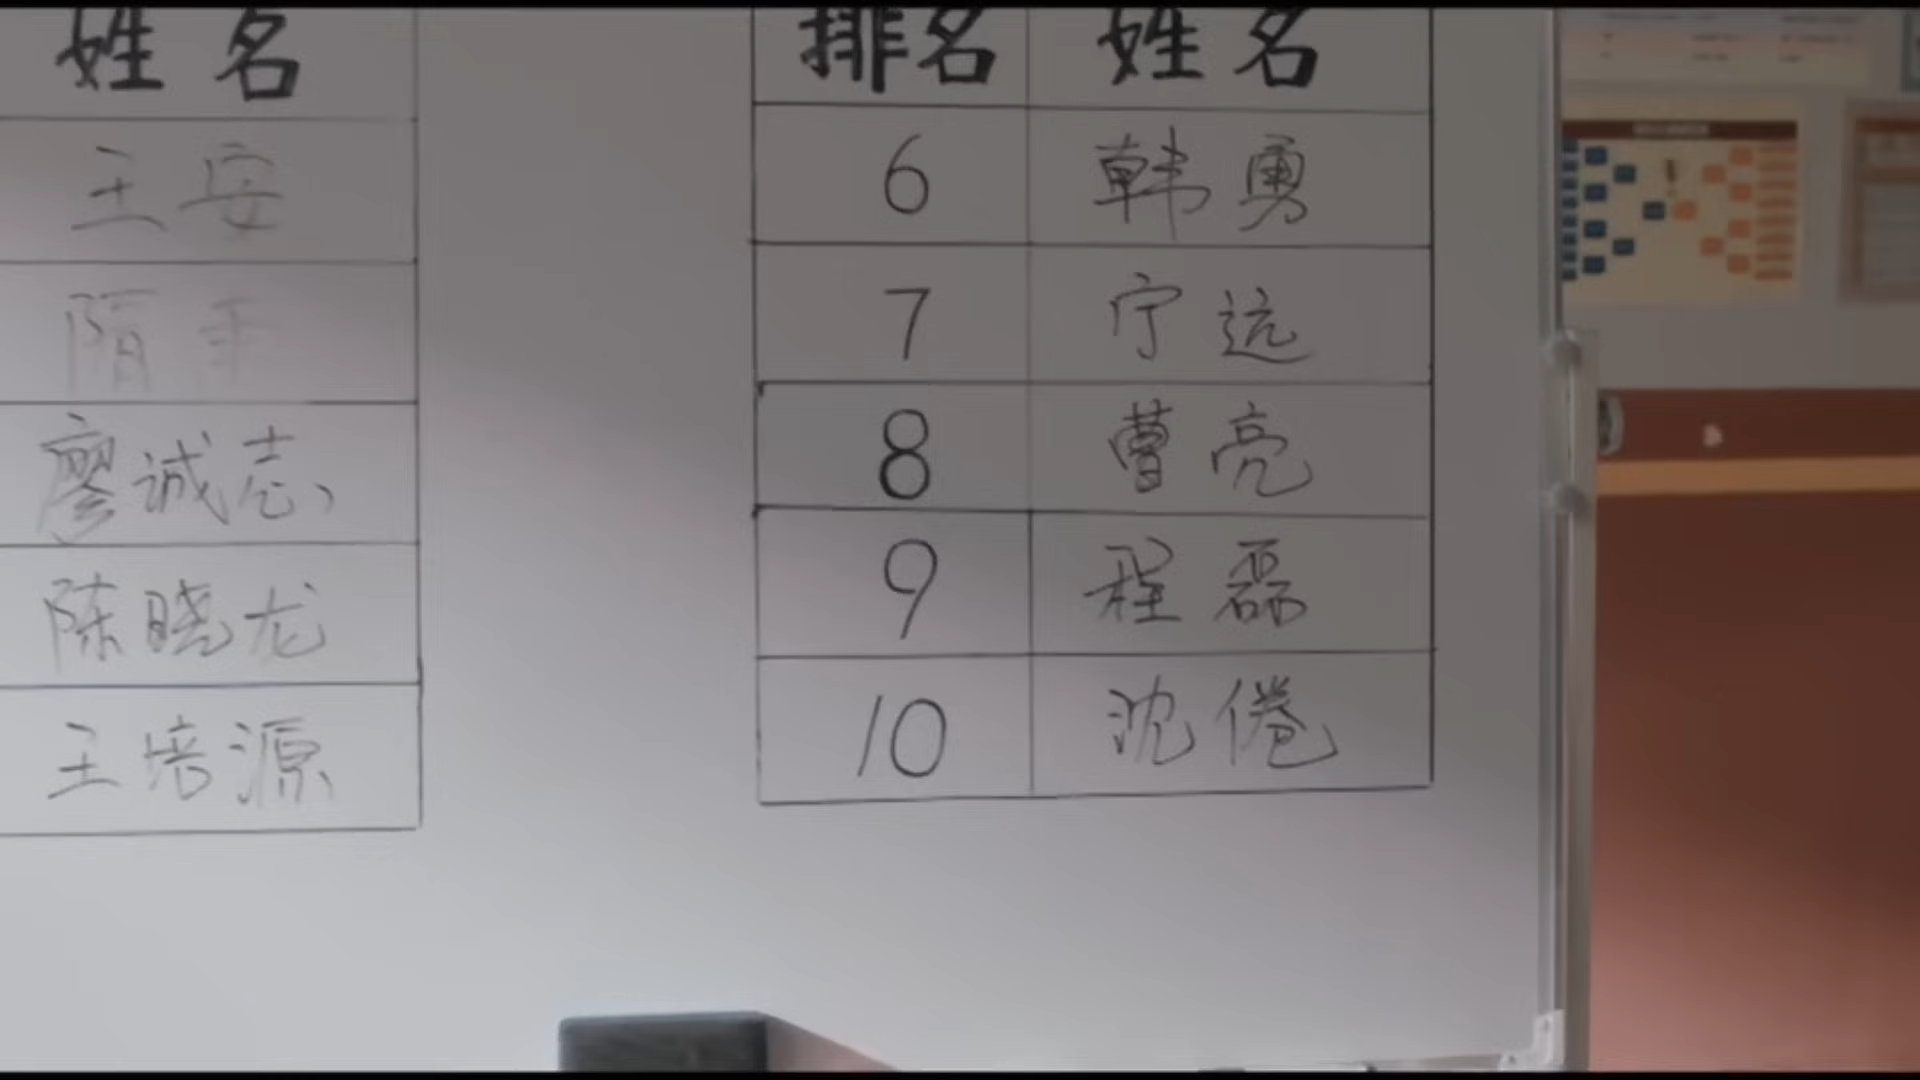 姓名
王安
隋
廖诚志
陈晓龙
王培源
排名 姓名
6 韩勇
7 宁远
8 曹亮
9 程磊
10 沈倦